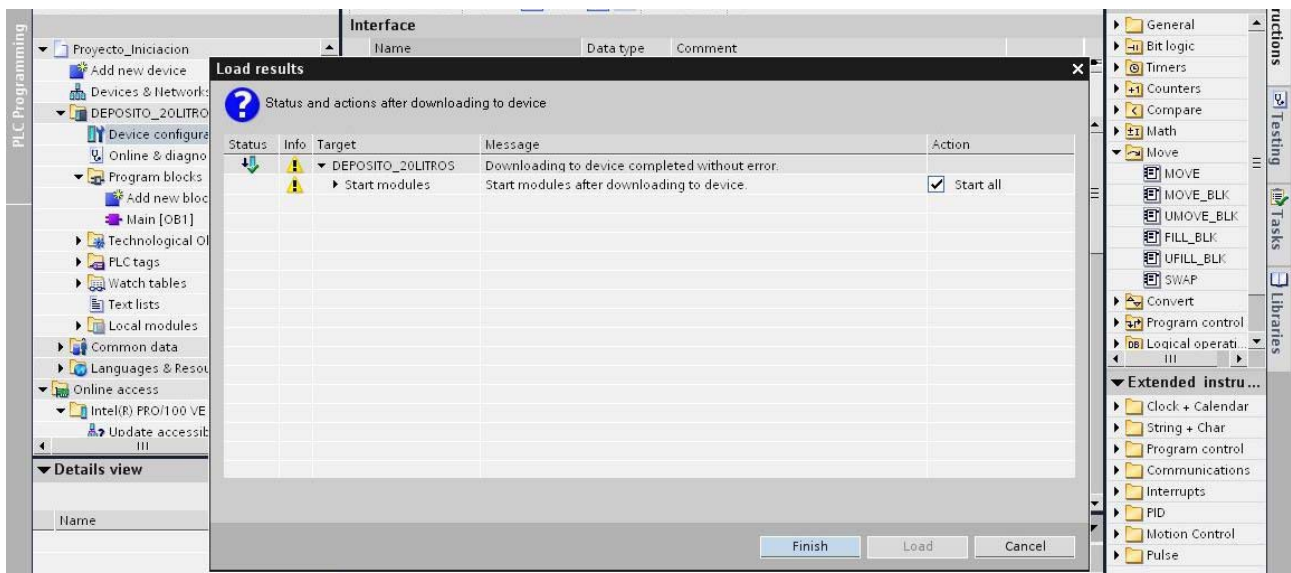 PLC Programming
Interface
Name Data type Comment
Proyecto_Iniciacion
Add new device
Devices & Networks
DEPOSITO_20LITRO
Device configura
Online & diagno
Program blocks
Add new bloc
Main [OB1]
Technological Ol
PLC tags
Watch tables
Text lists
Local modules
Common data
Languages & Resou
Online access
Intel(R) PRO/100 VE
Update accessib
Details view
Name
Load results
Status and actions after downloading to device
Status Info Target Message Action
DEPOSITO_20LITROS Downloading to device completed without error.
Start modules Start modules after downloading to device. Start all
Finish Load Cancel
General
Bit logic
Timers
Counters
Compare
Math
Move
MOVE
MOVE_BLK
UMOVE_BLK
FILL_BLK
UFILL_BLK
SWAP
Convert
Program control
Logical operati...
Extended instru...
Clock + Calendar
String + Char
Program control
Communications
Interrupts
PID
Motion Control
Pulse
ructions
Testing
Tasks
Libraries